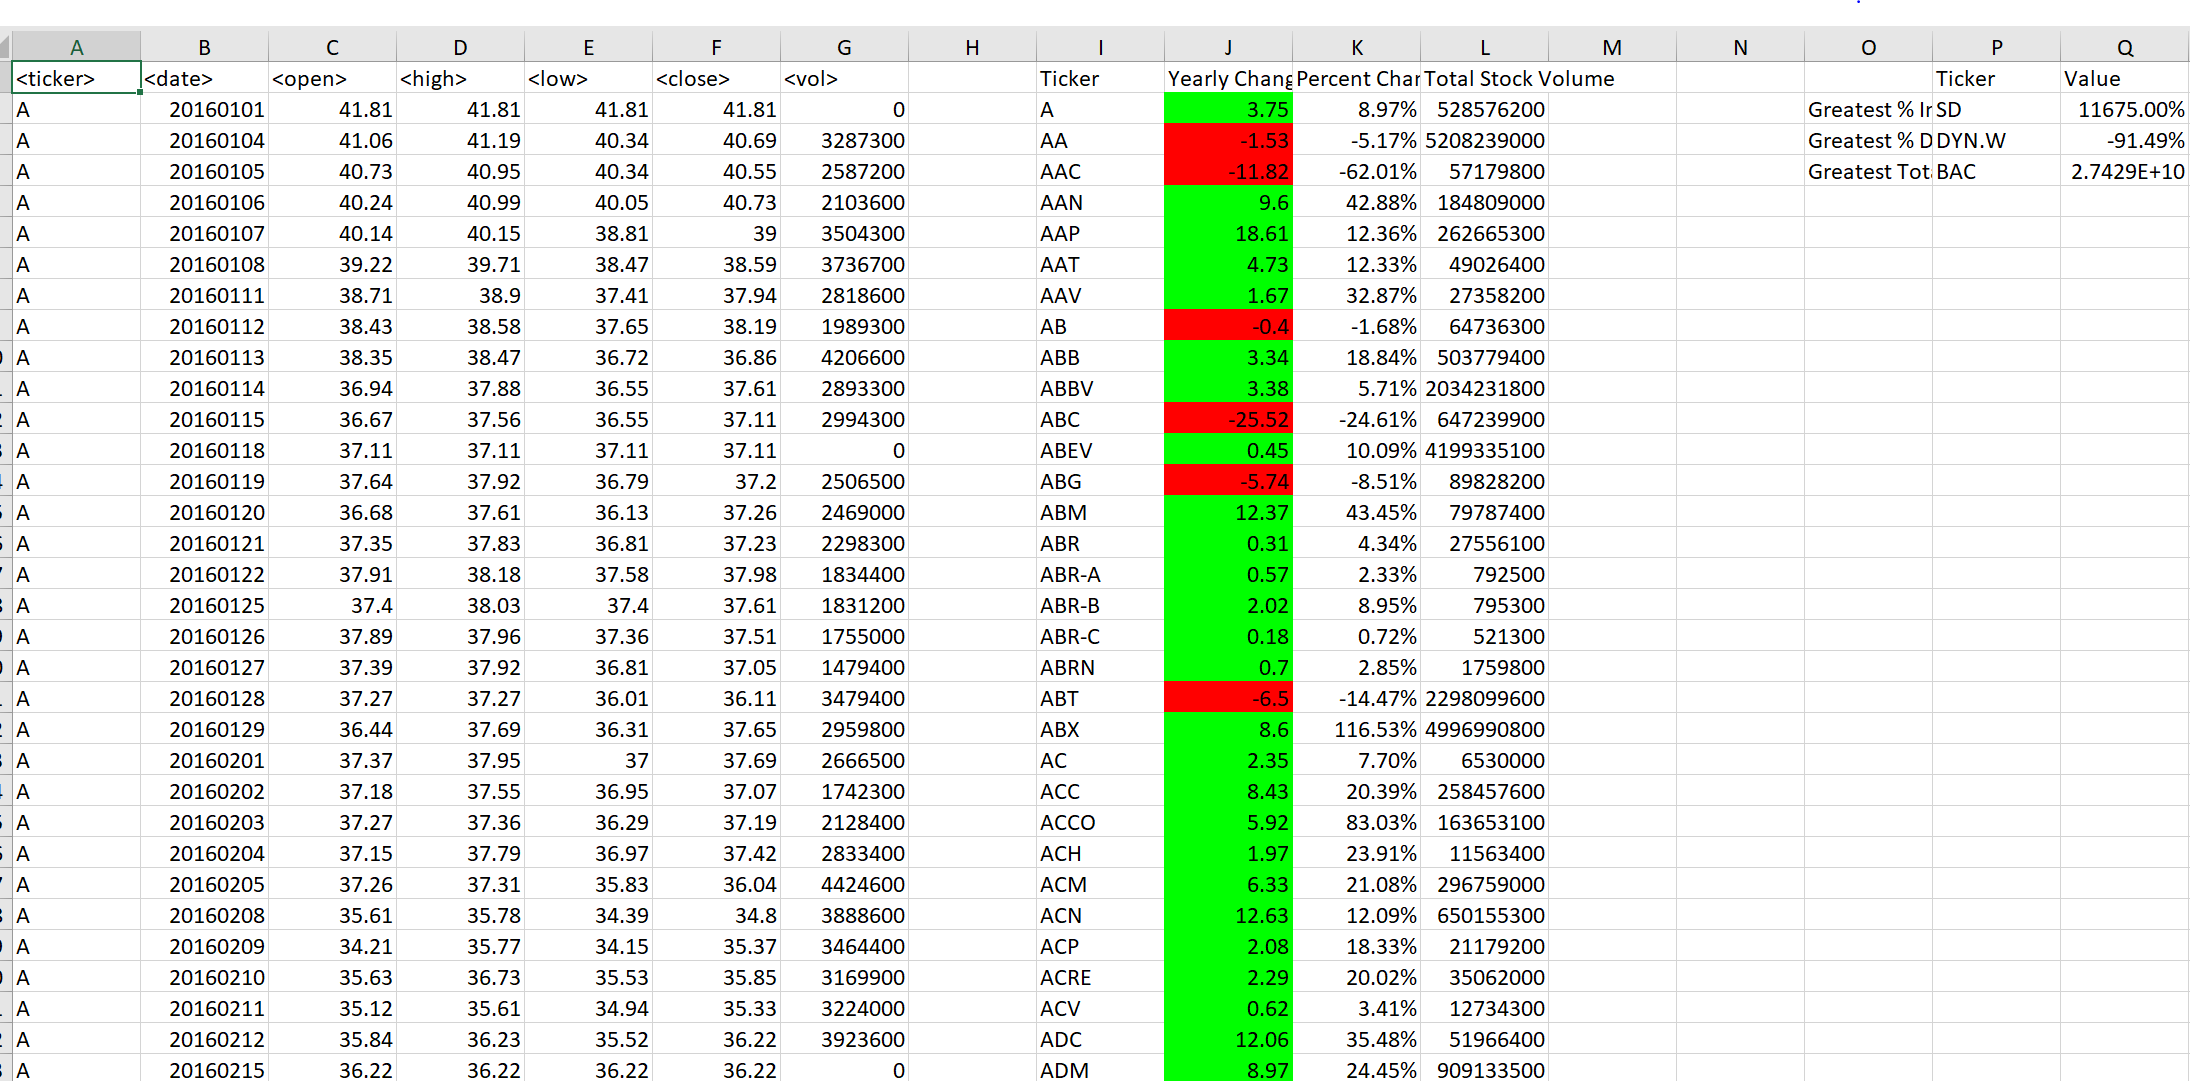 A B C D E F G H I J K L M N O P Q
<ticker> <date> <open> <high> <low> <close> <vol> Ticker Yearly Chang Percent Char Total Stock Volume Ticker Value
A 20160101 41.81 41.81 41.81 41.81 0 A 3.75 8.97% 528576200 Greatest % Ir SD 11675.00%
A 20160104 41.06 41.19 40.34 40.69 3287300 AA -1.53 -5.17% 5208239000 Greatest % D DYN.W -91.49%
A 20160105 40.73 40.95 40.34 40.55 2587200 AAC -11.82 -62.01% 57179800 Greatest Tot BAC 2.7429E+10
A 20160106 40.24 40.99 40.05 40.73 2103600 AAN 9.6 42.88% 184809000
A 20160107 40.14 40.15 38.81 39 3504300 AAP 18.61 12.36% 262665300
A 20160108 39.22 39.71 38.47 38.59 3736700 AAT 4.73 12.33% 49026400
A 20160111 38.71 38.9 37.41 37.94 2818600 AAV 1.67 32.87% 27358200
A 20160112 38.43 38.58 37.65 38.19 1989300 AB -0.4 -1.68% 64736300
A 20160113 38.35 38.47 36.72 36.86 4206600 ABB 3.34 18.84% 503779400
A 20160114 36.94 37.88 36.55 37.61 2893300 ABBV 3.38 5.71% 2034231800
A 20160115 36.67 37.56 36.55 37.11 2994300 ABC -25.52 -24.61% 647239900
A 20160118 37.11 37.11 37.11 37.11 0 ABEV 0.45 10.09% 4199335100
A 20160119 37.64 37.92 36.79 37.2 2506500 ABG -5.74 -8.51% 89828200
A 20160120 36.68 37.61 36.13 37.26 2469000 ABM 12.37 43.45% 79787400
A 20160121 37.35 37.83 36.81 37.23 2298300 ABR 0.31 4.34% 27556100
A 20160122 37.91 38.18 37.58 37.98 1834400 ABR-A 0.57 2.33% 792500
A 20160125 37.4 38.03 37.4 37.61 1831200 ABR-B 2.02 8.95% 795300
A 20160126 37.89 37.96 37.36 37.51 1755000 ABR-C 0.18 0.72% 521300
A 20160127 37.39 37.92 36.81 37.05 1479400 ABRN 0.7 2.85% 1759800
A 20160128 37.27 37.27 36.01 36.11 3479400 ABT -6.5 -14.47% 2298099600
A 20160129 36.44 37.69 36.31 37.65 2959800 ABX 8.6 116.53% 4996990800
A 20160201 37.37 37.95 37 37.69 2666500 AC 2.35 7.70% 6530000
A 20160202 37.18 37.55 36.95 37.07 1742300 ACC 8.43 20.39% 258457600
A 20160203 37.27 37.36 36.29 37.19 2128400 ACCO 5.92 83.03% 163653100
A 20160204 37.15 37.79 36.97 37.42 2833400 ACH 1.97 23.91% 11563400
A 20160205 37.26 37.31 35.83 36.04 4424600 ACM 6.33 21.08% 296759000
A 20160208 35.61 35.78 34.39 34.8 3888600 ACN 12.63 12.09% 650155300
A 20160209 34.21 35.77 34.15 35.37 3464400 ACP 2.08 18.33% 21179200
A 20160210 35.63 36.73 35.53 35.85 3169900 ACRE 2.29 20.02% 35062000
A 20160211 35.12 35.61 34.94 35.33 3224000 ACV 0.62 3.41% 12734300
A 20160212 35.84 36.23 35.52 36.22 3923600 ADC 12.06 35.48% 51966400
A 20160215 36.22 36.22 36.22 36.22 0 ADM 8.97 24.45% 909133500